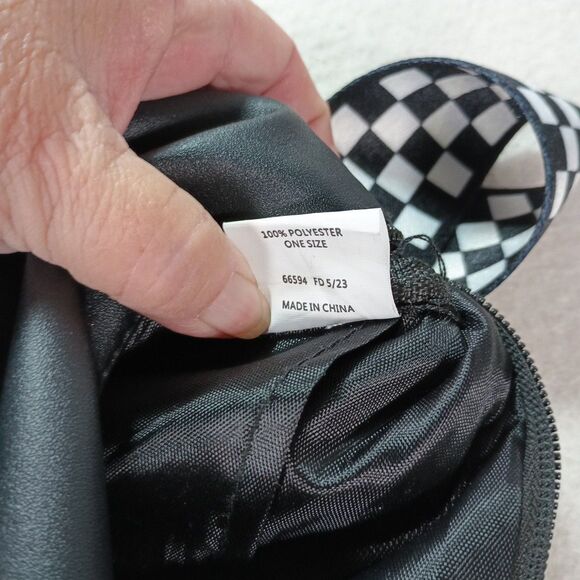 100% POLYESTER
ONE SIZE
66594 FD 5/23
MADE IN CHINA